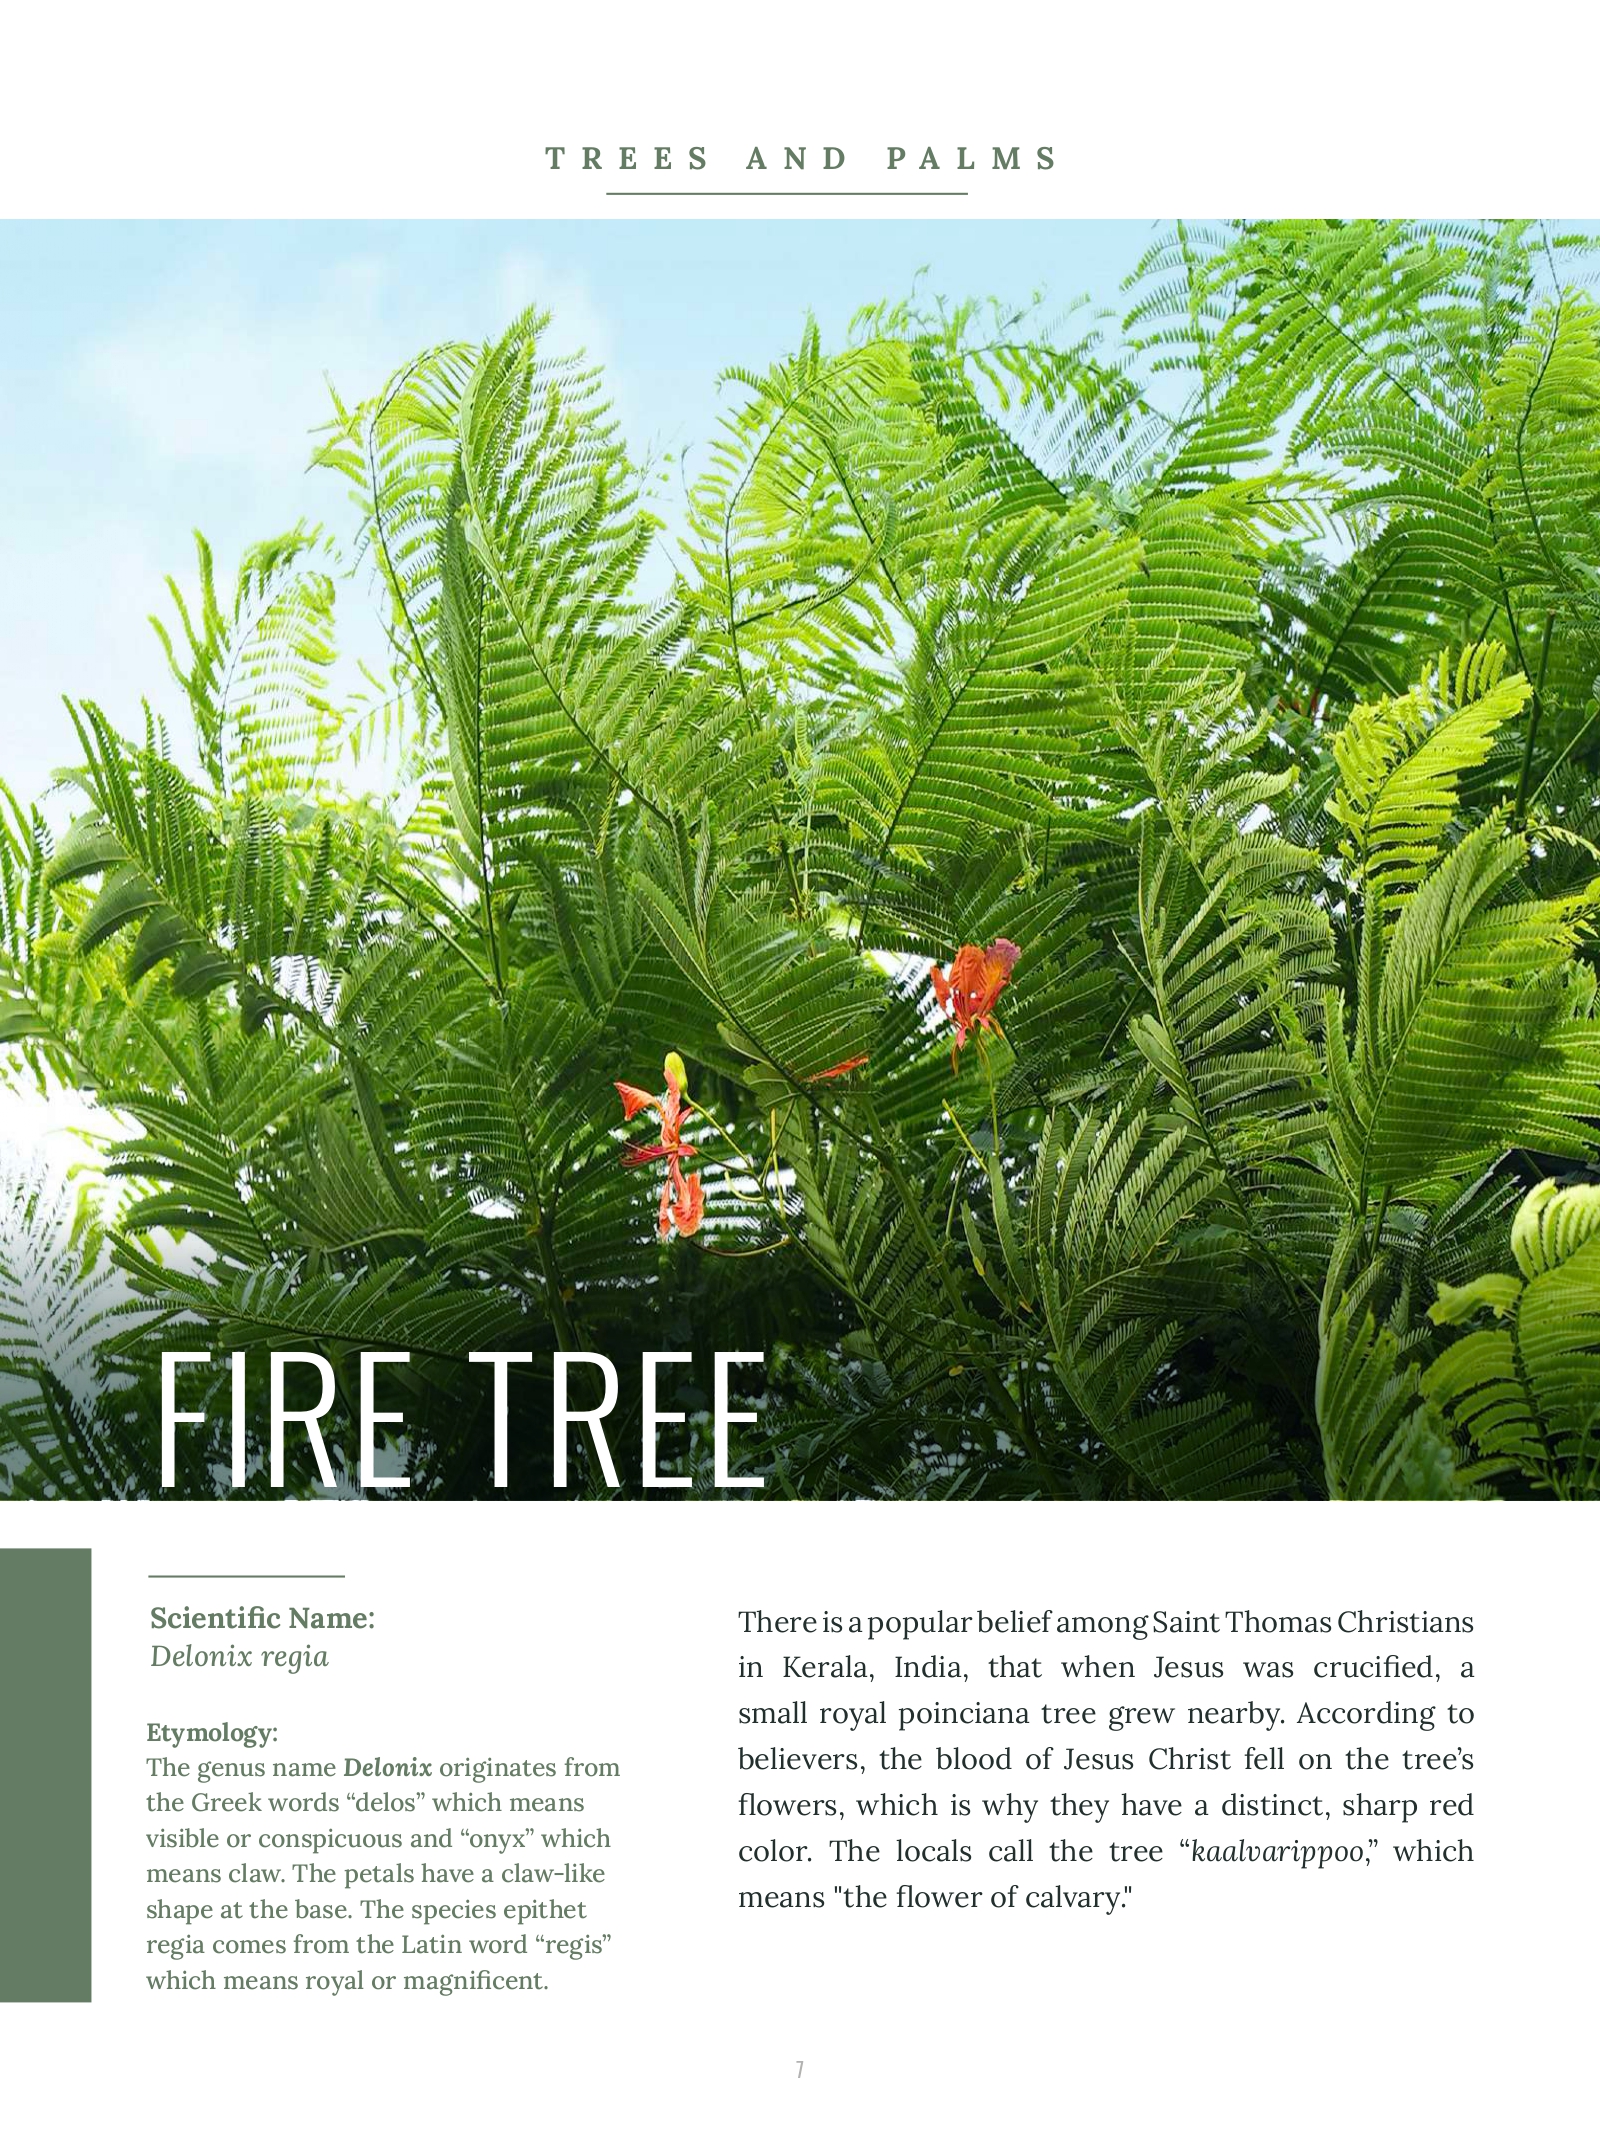 TREES AND PALMS
FIRE TREE
Scientific Name:
Delonix regia
Etymology:
The genus name Delonix originates from
the Greek words “delos” which means
visible or conspicuous and “onyx” which
means claw. The petals have a claw-like
shape at the base. The species epithet
regia comes from the Latin word “regis”
which means royal or magnificent.
There is a popular belief among Saint Thomas Christians
in Kerala, India, that when Jesus was crucified, a
small royal poinciana tree grew nearby. According to
believers, the blood of Jesus Christ fell on the tree’s
flowers, which is why they have a distinct, sharp red
color. The locals call the tree “kaalvarippoo,” which
means "the flower of calvary."
7